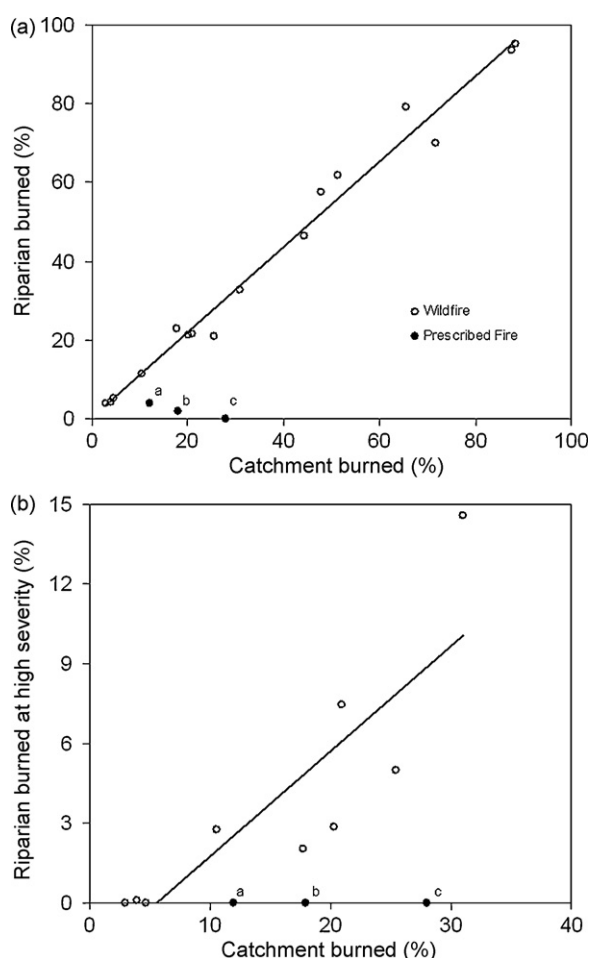 (a)
Riparian burned (%)
100
80
60
40
20
0
Wildfire
Prescribed Fire
a
b
c
0 20 40 60 80 100
Catchment burned (%)
(b)
Riparian burned at high severity (%)
15
12
9
6
3
0
a
b
c
0 10 20 30 40
Catchment burned (%)